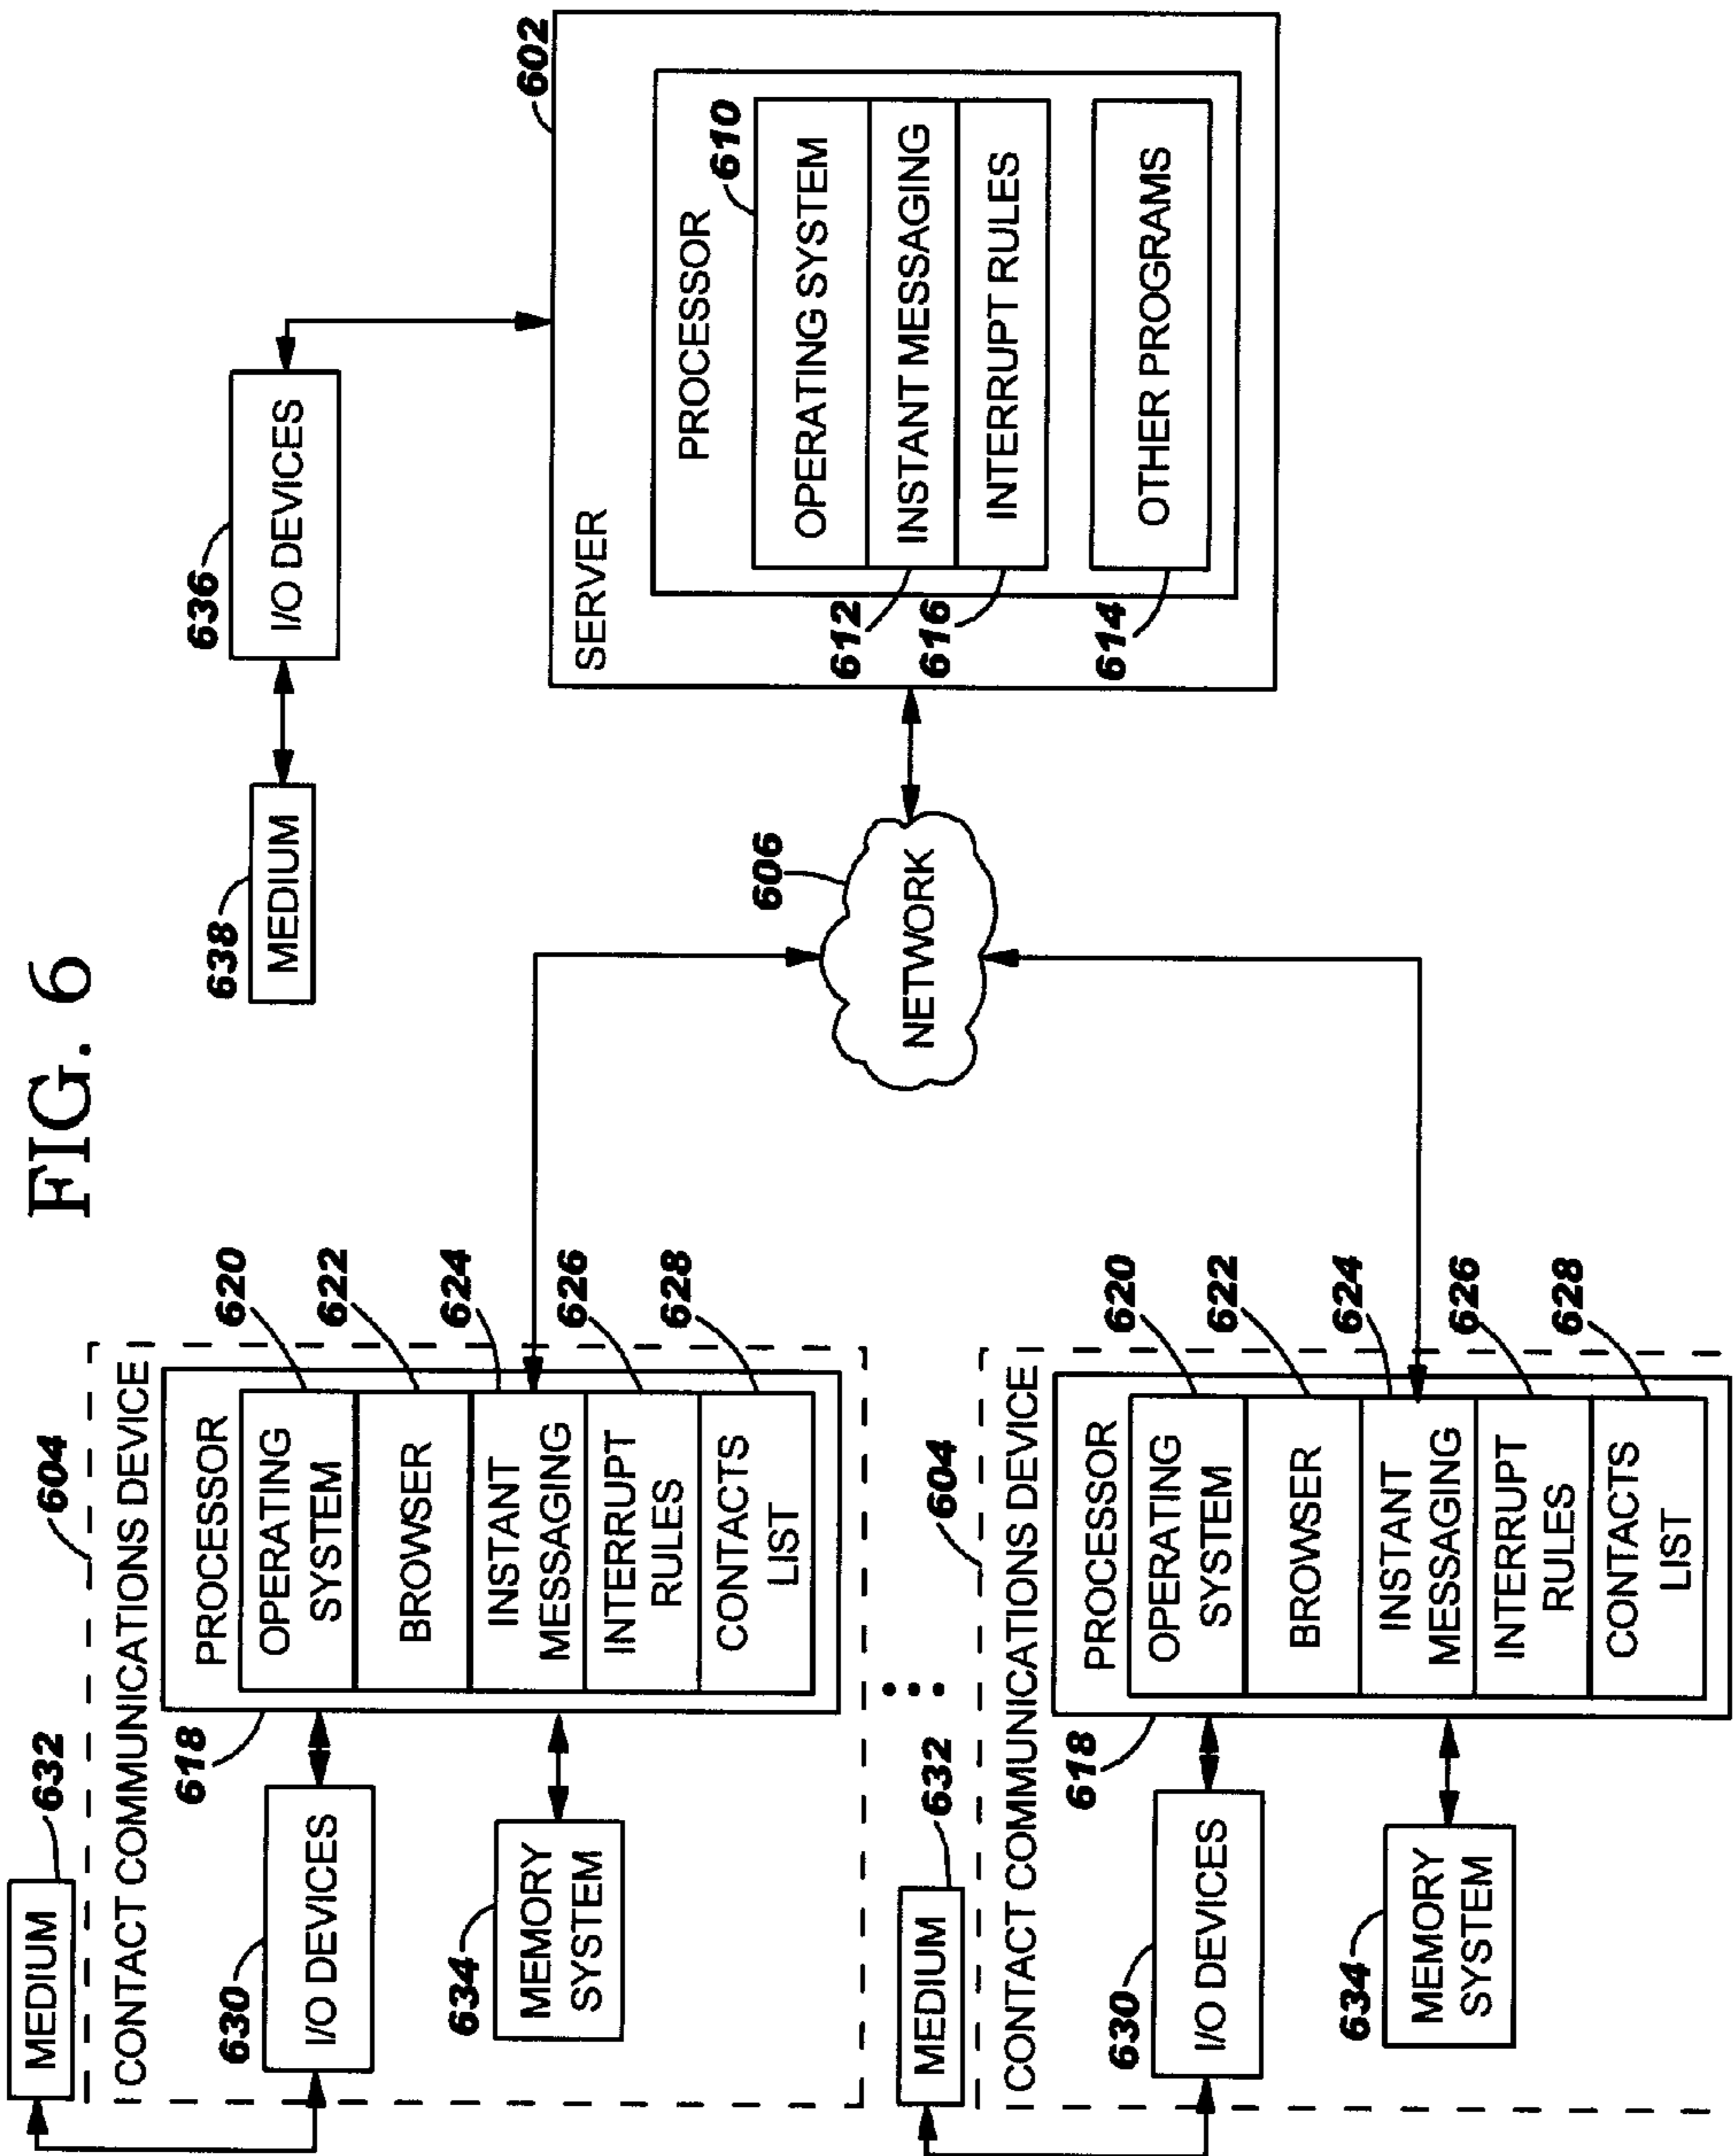 FIG. 6
MEDIUM
632
604
CONTACT COMMUNICATIONS DEVICE
630
I/O DEVICES
618
PROCESSOR
OPERATING
SYSTEM
620
BROWSER
622
INSTANT
MESSAGING
624
INTERRUPT
RULES
626
CONTACTS
LIST
628
634
MEMORY
SYSTEM
MEDIUM
632
604
CONTACT COMMUNICATIONS DEVICE
630
I/O DEVICES
618
PROCESSOR
OPERATING
SYSTEM
620
BROWSER
622
INSTANT
MESSAGING
624
INTERRUPT
RULES
626
CONTACTS
LIST
628
634
MEMORY
SYSTEM
606
NETWORK
638
MEDIUM
636
I/O DEVICES
602
SERVER
PROCESSOR
610
OPERATING SYSTEM
612
INSTANT MESSAGING
616
INTERRUPT RULES
614
OTHER PROGRAMS